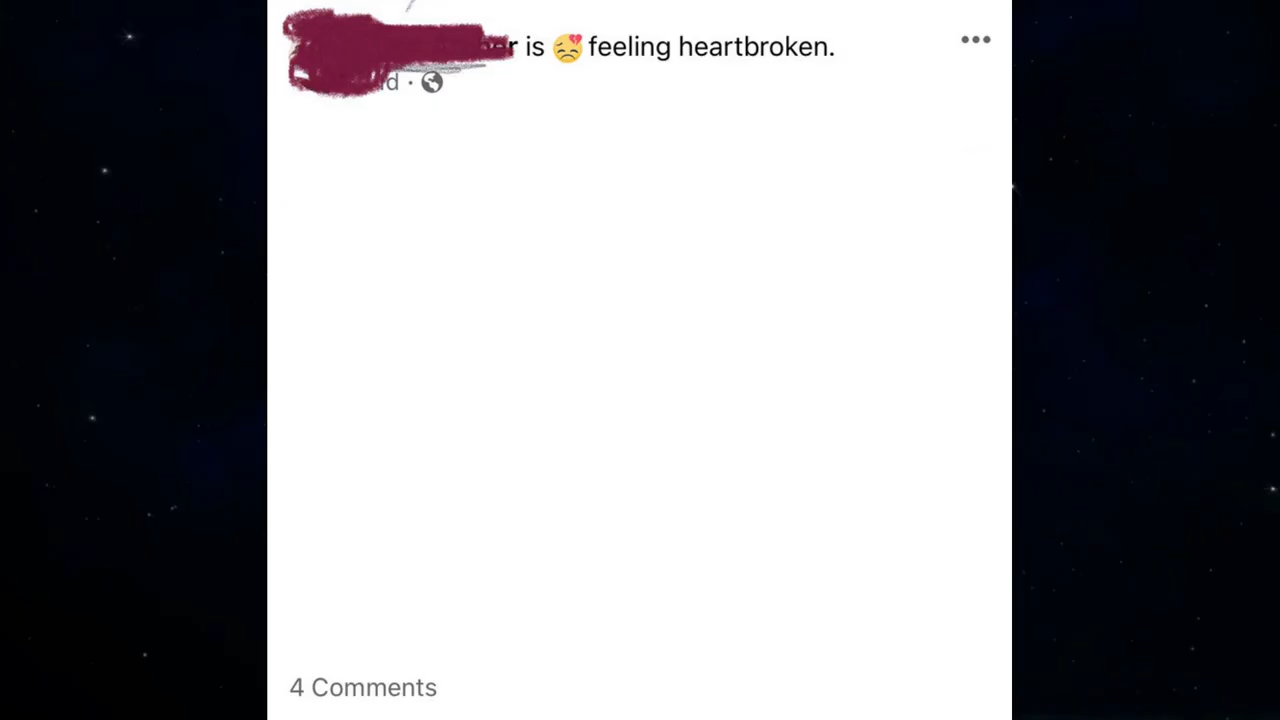 is 😞 feeling heartbroken.
4 Comments